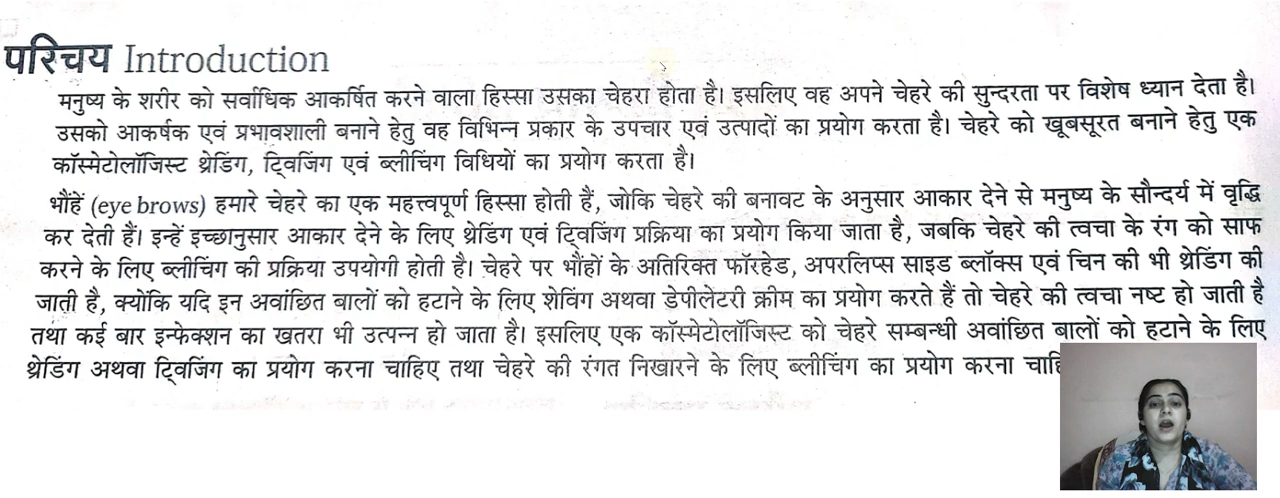 परिचय Introduction
मनुष्य के शरीर को सर्वाधिक आकर्षित करने वाला हिस्सा उसका चेहरा होता है। इसलिए वह अपने चेहरे की सुन्दरता पर विशेष ध्यान देता है।
उसको आकर्षक एवं प्रभावशाली बनाने हेतु वह विभिन्न प्रकार के उपचार एवं उत्पादों का प्रयोग करता है। चेहरे को खूबसूरत बनाने हेतु एक
कॉस्मेटोलॉजिस्ट थ्रेडिंग, ट्विजिंग एवं ब्लीचिंग विधियों का प्रयोग करता है।
भौंहें (eye brows) हमारे चेहरे का एक महत्त्वपूर्ण हिस्सा होती हैं, जोकि चेहरे की बनावट के अनुसार आकार देने से मनुष्य के सौन्दर्य में वृद्धि
कर देती हैं। इन्हें इच्छानुसार आकार देने के लिए थ्रेडिंग एवं ट्विजिंग प्रक्रिया का प्रयोग किया जाता है, जबकि चेहरे की त्वचा के रंग को साफ
करने के लिए ब्लीचिंग की प्रक्रिया उपयोगी होती है। चेहरे पर भौंहों के अतिरिक्त फॉरहेड, अपरलिप्स साइड ब्लॉक्स एवं चिन की भी थ्रेडिंग की
जाती है, क्योंकि यदि इन अवांछित बालों को हटाने के लिए शेविंग अथवा डेपीलेटरी क्रीम का प्रयोग करते हैं तो चेहरे की त्वचा नष्ट हो जाती है
तथा कई बार इन्फेक्शन का खतरा भी उत्पन्न हो जाता है। इसलिए एक कॉस्मेटोलॉजिस्ट को चेहरे सम्बन्धी अवांछित बालों को हटाने के लिए
थ्रेडिंग अथवा ट्विजिंग का प्रयोग करना चाहिए तथा चेहरे की रंगत निखारने के लिए ब्लीचिंग का प्रयोग करना